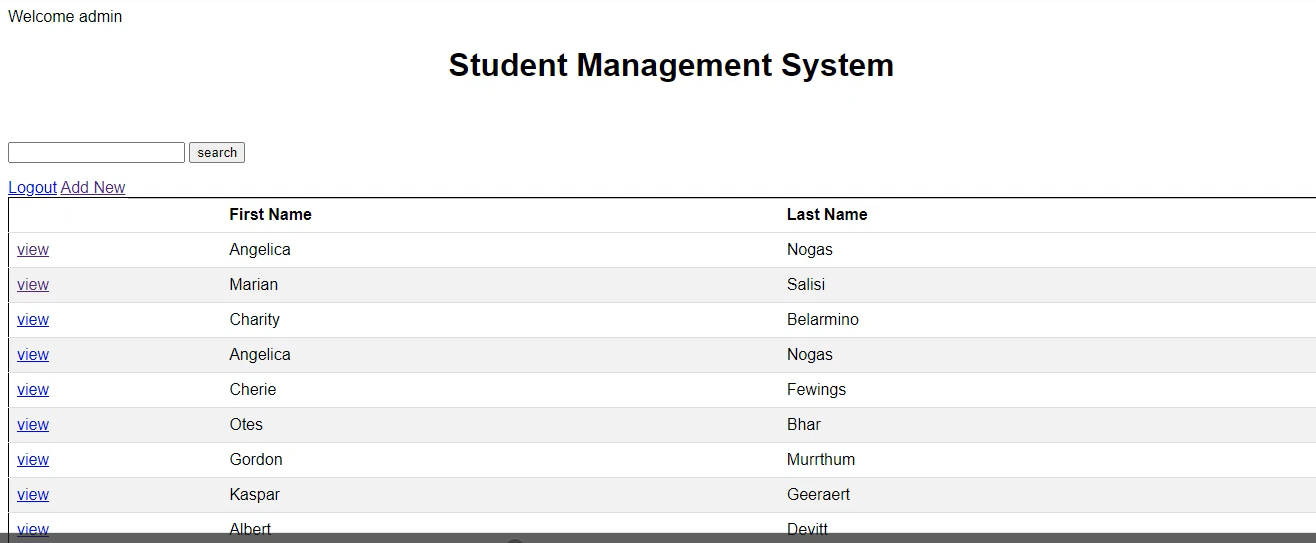 Welcome admin
Student Management System
search
Logout Add New
First Name Last Name
view Angelica Nogas
view Marian Salisi
view Charity Belarmino
view Angelica Nogas
view Cherie Fewings
view Otes Bhar
view Gordon Murrthum
view Kaspar Geeraert
view Albert Devitt